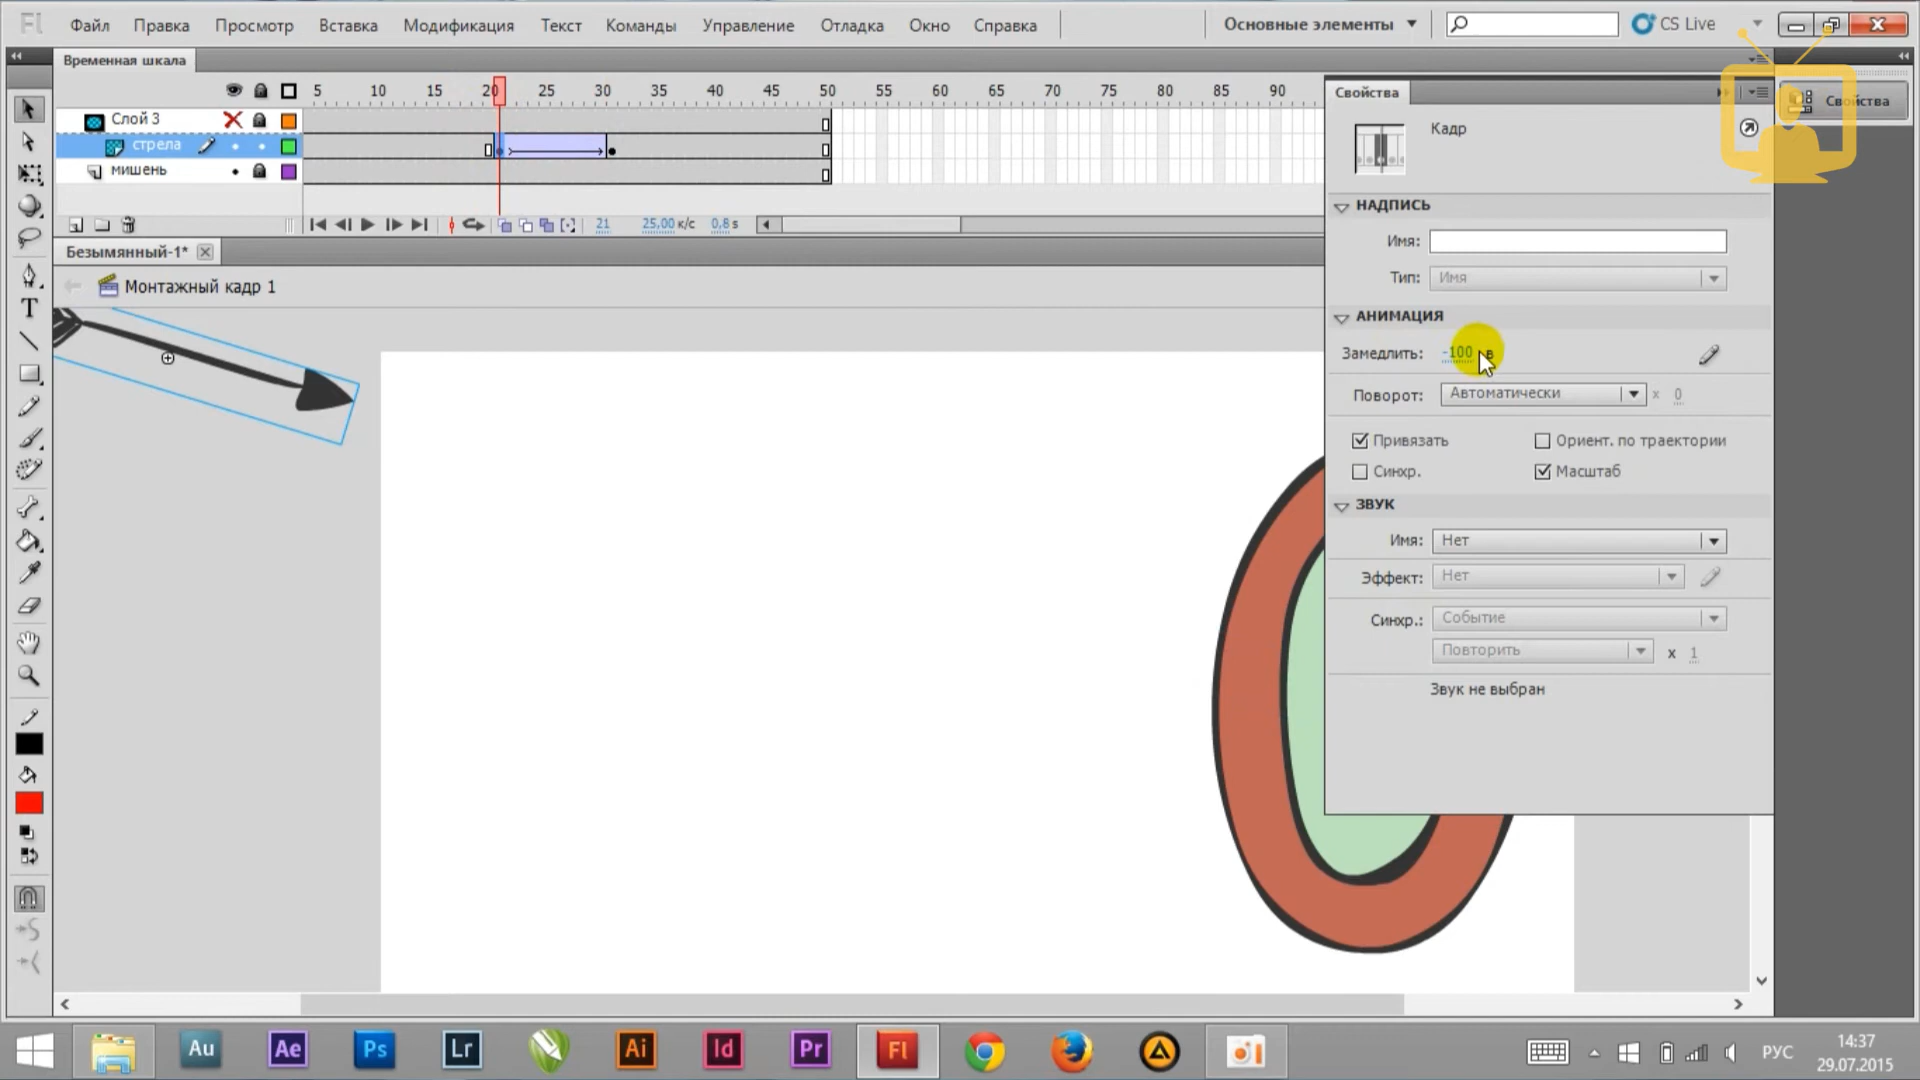 Fl Файл Правка Просмотр Вставка Модификация Текст Команды Управление Отладка Окно Справка Основные элементы CS Live
Временная шкала
5 10 15 20 25 30 35 40 45 50 55 60 65 70 75 80 85 90
Слой 3
стрела
мишень
21 25,00 к/с 0,8 s
Безымянный-1*
Монтажный кадр 1
Свойства
Кадр
НАДПИСЬ
Имя:
Тип: Имя
АНИМАЦИЯ
Замедлить: -100 в
Поворот: Автоматически x 0
Привязать Ориент. по траектории
Синхр. Масштаб
ЗВУК
Имя: Нет
Эффект: Нет
Синхр.: Событие
Повторить x 1
Звук не выбран
Свойства
T
Au Ae Ps Lr Ai Id Pr Fl
РУС
14:37
29.07.2015